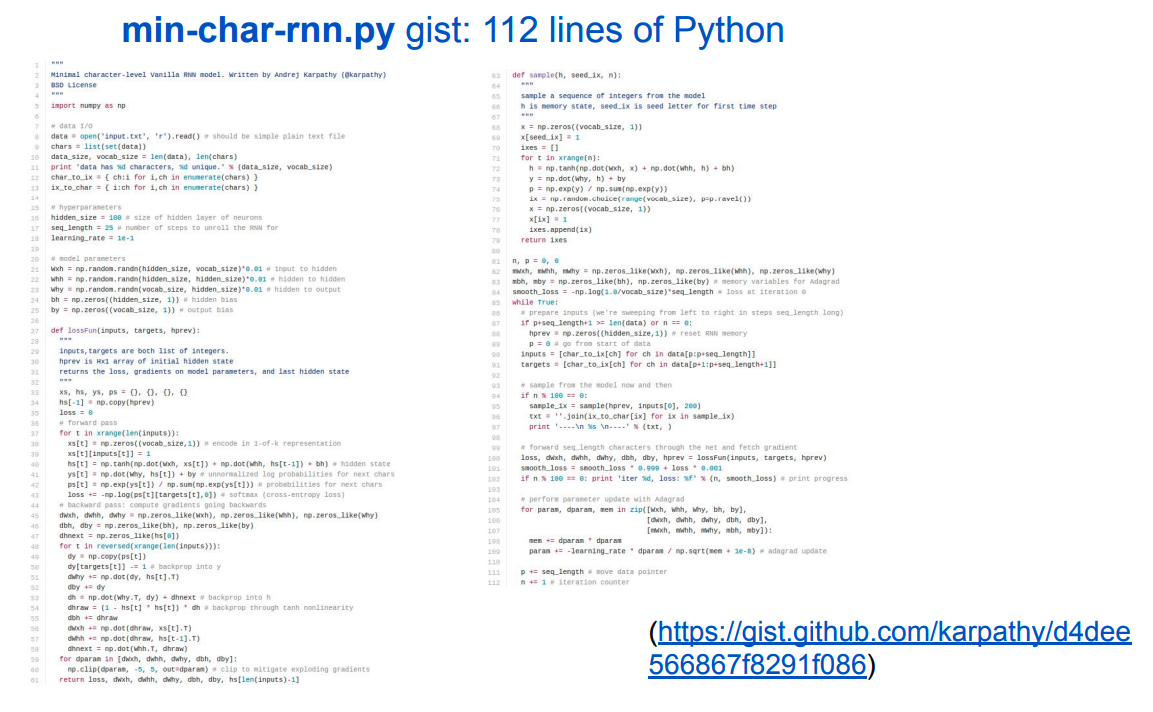 min-char-rnn.py gist: 112 lines of Python
1 """
2 Minimal character-level Vanilla RNN model. Written by Andrej Karpathy (@karpathy)
3 BSD License
4 """
5 import numpy as np
6
7 # data I/O
8 data = open('input.txt', 'r').read() # should be simple plain text file
9 chars = list(set(data))
10 data_size, vocab_size = len(data), len(chars)
11 print 'data has %d characters, %d unique.' % (data_size, vocab_size)
12 char_to_ix = { ch:i for i,ch in enumerate(chars) }
13 ix_to_char = { i:ch for i,ch in enumerate(chars) }
14
15 # hyperparameters
16 hidden_size = 100 # size of hidden layer of neurons
17 seq_length = 25 # number of steps to unroll the RNN for
18 learning_rate = 1e-1
19
20 # model parameters
21 Wxh = np.random.randn(hidden_size, vocab_size)*0.01 # input to hidden
22 Whh = np.random.randn(hidden_size, hidden_size)*0.01 # hidden to hidden
23 Why = np.random.randn(vocab_size, hidden_size)*0.01 # hidden to output
24 bh = np.zeros((hidden_size, 1)) # hidden bias
25 by = np.zeros((vocab_size, 1)) # output bias
26
27 def lossFun(inputs, targets, hprev):
28 """
29 inputs,targets are both list of integers.
30 hprev is Hx1 array of initial hidden state
31 returns the loss, gradients on model parameters, and last hidden state
32 """
33 xs, hs, ys, ps = {}, {}, {}, {}
34 hs[-1] = np.copy(hprev)
35 loss = 0
36 # forward pass
37 for t in xrange(len(inputs)):
38 xs[t] = np.zeros((vocab_size,1)) # encode in 1-of-k representation
39 xs[t][inputs[t]] = 1
40 hs[t] = np.tanh(np.dot(Wxh, xs[t]) + np.dot(Whh, hs[t-1]) + bh) # hidden state
41 ys[t] = np.dot(Why, hs[t]) + by # unnormalized log probabilities for next chars
42 ps[t] = np.exp(ys[t]) / np.sum(np.exp(ys[t])) # probabilities for next chars
43 loss += -np.log(ps[t][targets[t],0]) # softmax (cross-entropy loss)
44 # backward pass: compute gradients going backwards
45 dWxh, dWhh, dWhy = np.zeros_like(Wxh), np.zeros_like(Whh), np.zeros_like(Why)
46 dbh, dby = np.zeros_like(bh), np.zeros_like(by)
47 dhnext = np.zeros_like(hs[0])
48 for t in reversed(xrange(len(inputs))):
49 dy = np.copy(ps[t])
50 dy[targets[t]] -= 1 # backprop into y
51 dWhy += np.dot(dy, hs[t].T)
52 dby += dy
53 dh = np.dot(Why.T, dy) + dhnext # backprop into h
54 dhraw = (1 - hs[t] * hs[t]) * dh # backprop through tanh nonlinearity
55 dbh += dhraw
56 dWxh += np.dot(dhraw, xs[t].T)
57 dWhh += np.dot(dhraw, hs[t-1].T)
58 dhnext = np.dot(Whh.T, dhraw)
59 for dparam in [dWxh, dWhh, dWhy, dbh, dby]:
60 np.clip(dparam, -5, 5, out=dparam) # clip to mitigate exploding gradients
61 return loss, dWxh, dWhh, dWhy, dbh, dby, hs[len(inputs)-1]
63 def sample(h, seed_ix, n):
64 """
65 sample a sequence of integers from the model
66 h is memory state, seed_ix is seed letter for first time step
67 """
68 x = np.zeros((vocab_size, 1))
69 x[seed_ix] = 1
70 ixes = []
71 for t in xrange(n):
72 h = np.tanh(np.dot(Wxh, x) + np.dot(Whh, h) + bh)
73 y = np.dot(Why, h) + by
74 p = np.exp(y) / np.sum(np.exp(y))
75 ix = np.random.choice(range(vocab_size), p=p.ravel())
76 x = np.zeros((vocab_size, 1))
77 x[ix] = 1
78 ixes.append(ix)
79 return ixes
80
81 n, p = 0, 0
82 mWxh, mWhh, mWhy = np.zeros_like(Wxh), np.zeros_like(Whh), np.zeros_like(Why)
83 mbh, mby = np.zeros_like(bh), np.zeros_like(by) # memory variables for Adagrad
84 smooth_loss = -np.log(1.0/vocab_size)*seq_length # loss at iteration 0
85 while True:
86 # prepare inputs (we're sweeping from left to right in steps seq_length long)
87 if p+seq_length+1 >= len(data) or n == 0:
88 hprev = np.zeros((hidden_size,1)) # reset RNN memory
89 p = 0 # go from start of data
90 inputs = [char_to_ix[ch] for ch in data[p:p+seq_length]]
91 targets = [char_to_ix[ch] for ch in data[p+1:p+seq_length+1]]
92
93 # sample from the model now and then
94 if n % 100 == 0:
95 sample_ix = sample(hprev, inputs[0], 200)
96 txt = ''.join(ix_to_char[ix] for ix in sample_ix)
97 print '----\n %s \n----' % (txt, )
98
99 # forward seq_length characters through the net and fetch gradient
100 loss, dWxh, dWhh, dWhy, dbh, dby, hprev = lossFun(inputs, targets, hprev)
101 smooth_loss = smooth_loss * 0.999 + loss * 0.001
102 if n % 100 == 0: print 'iter %d, loss: %f' % (n, smooth_loss) # print progress
103
104 # perform parameter update with Adagrad
105 for param, dparam, mem in zip([Wxh, Whh, Why, bh, by],
106 [dWxh, dWhh, dWhy, dbh, dby],
107 [mWxh, mWhh, mWhy, mbh, mby]):
108 mem += dparam * dparam
109 param += -learning_rate * dparam / np.sqrt(mem + 1e-8) # adagrad update
110
111 p += seq_length # move data pointer
112 n += 1 # iteration counter
(https://gist.github.com/karpathy/d4dee
566867f8291f086)